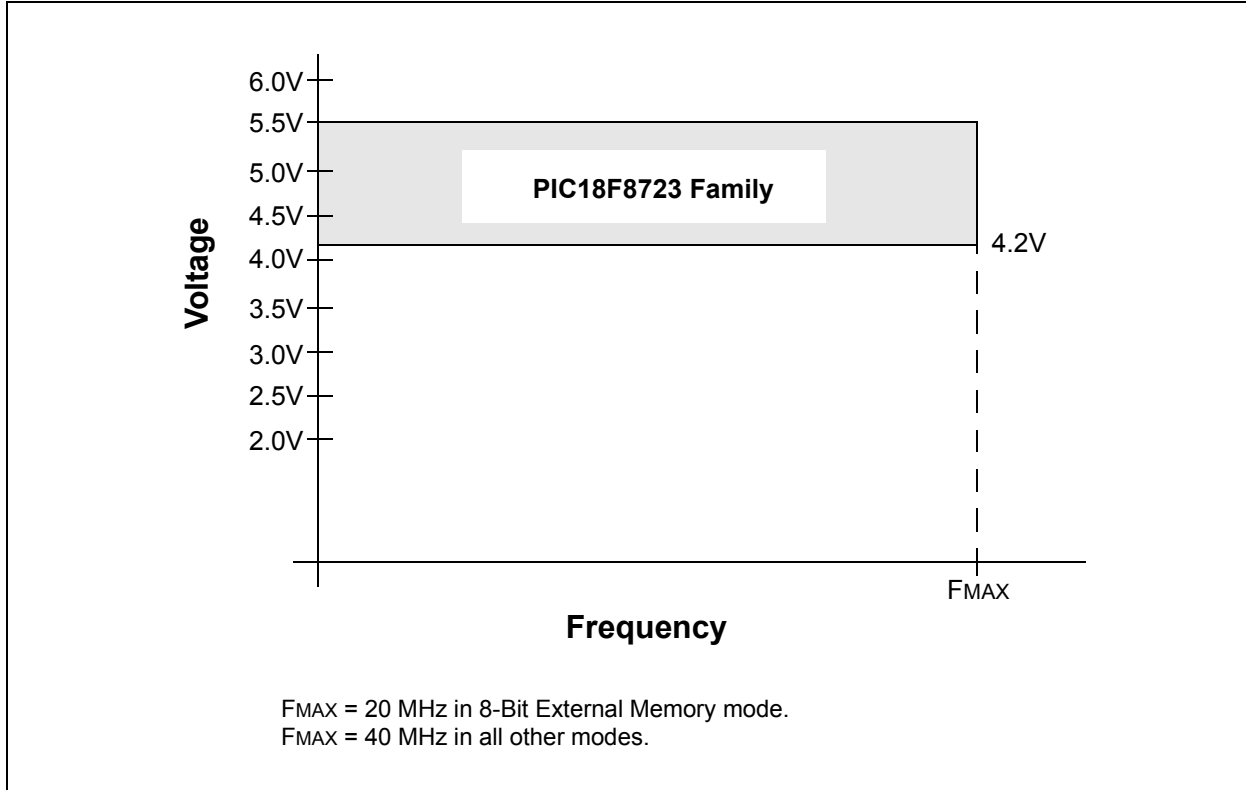 6.0V
5.5V
5.0V
4.5V
4.0V
3.5V
3.0V
2.5V
2.0V
Voltage
PIC18F8723 Family
4.2V
FMAX
Frequency
FMAX = 20 MHz in 8-Bit External Memory mode.
FMAX = 40 MHz in all other modes.